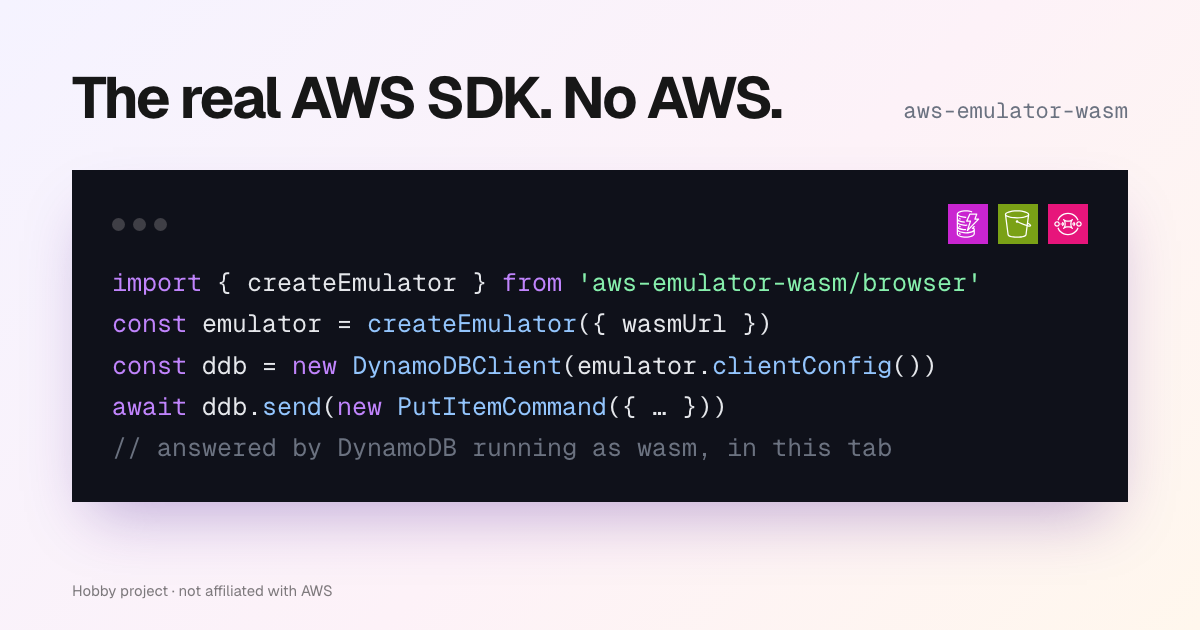 The real AWS SDK. No AWS.
aws-emulator-wasm
import { createEmulator } from 'aws-emulator-wasm/browser'
const emulator = createEmulator({ wasmUrl })
const ddb = new DynamoDBClient(emulator.clientConfig())
await ddb.send(new PutItemCommand({ … }))
// answered by DynamoDB running as wasm, in this tab
Hobby project · not affiliated with AWS